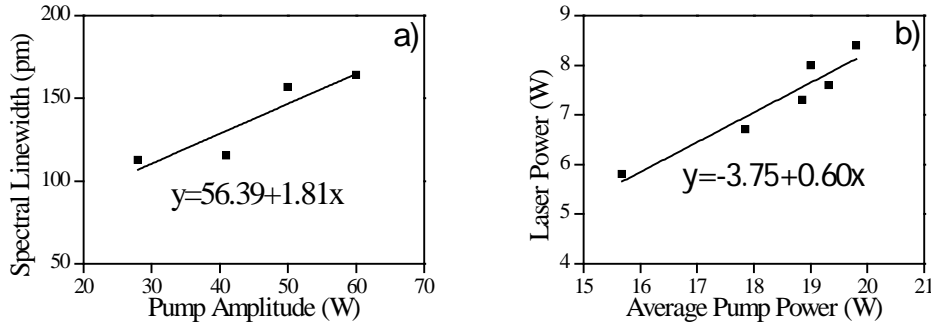 200
150
100
50
Spectral Linewidth (pm)
a)
y=56.39+1.81x
20 30 40 50 60 70
Pump Amplitude (W)
9
8
7
6
5
4
Laser Power (W)
b)
y=-3.75+0.60x
15 16 17 18 19 20 21
Average Pump Power (W)